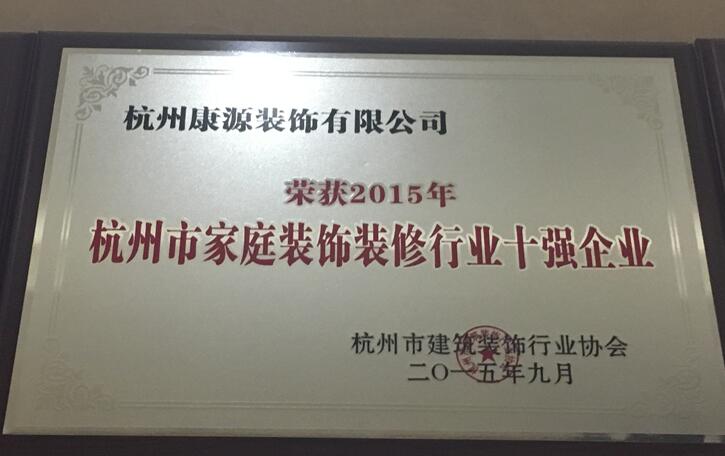 杭州康源装饰有限公司
荣获2015年
杭州市家庭装饰装修行业十强企业
杭州市建筑装饰行业协会
二〇一五年九月